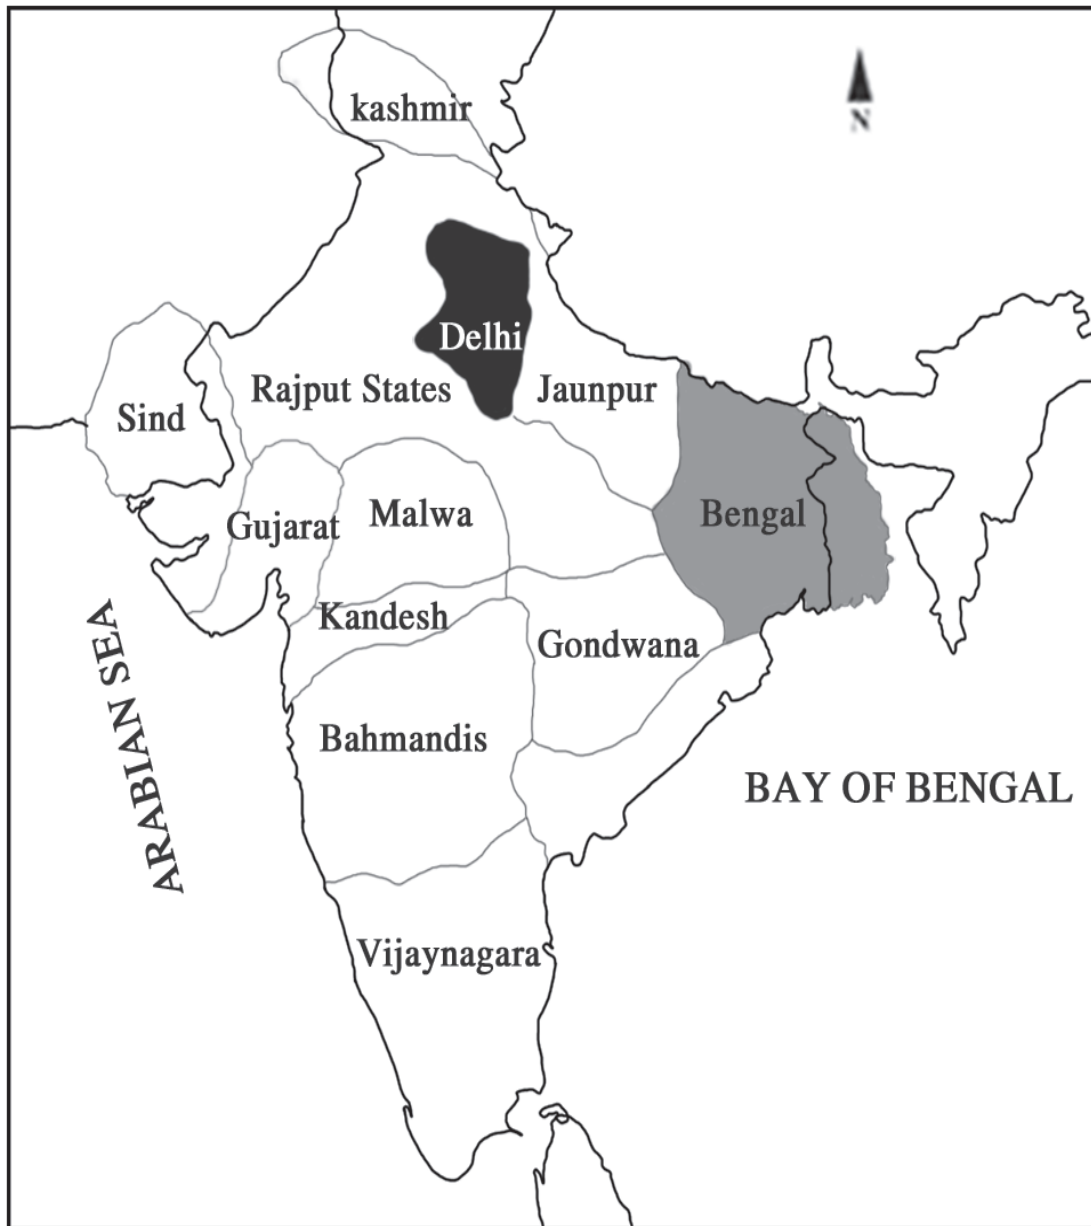 kashmir
N
Delhi
Rajput States
Jaunpur
Sind
Gujarat
Malwa
Bengal
Kandesh
Gondwana
Bahmandis
ARABIAN SEA
BAY OF BENGAL
Vijaynagara